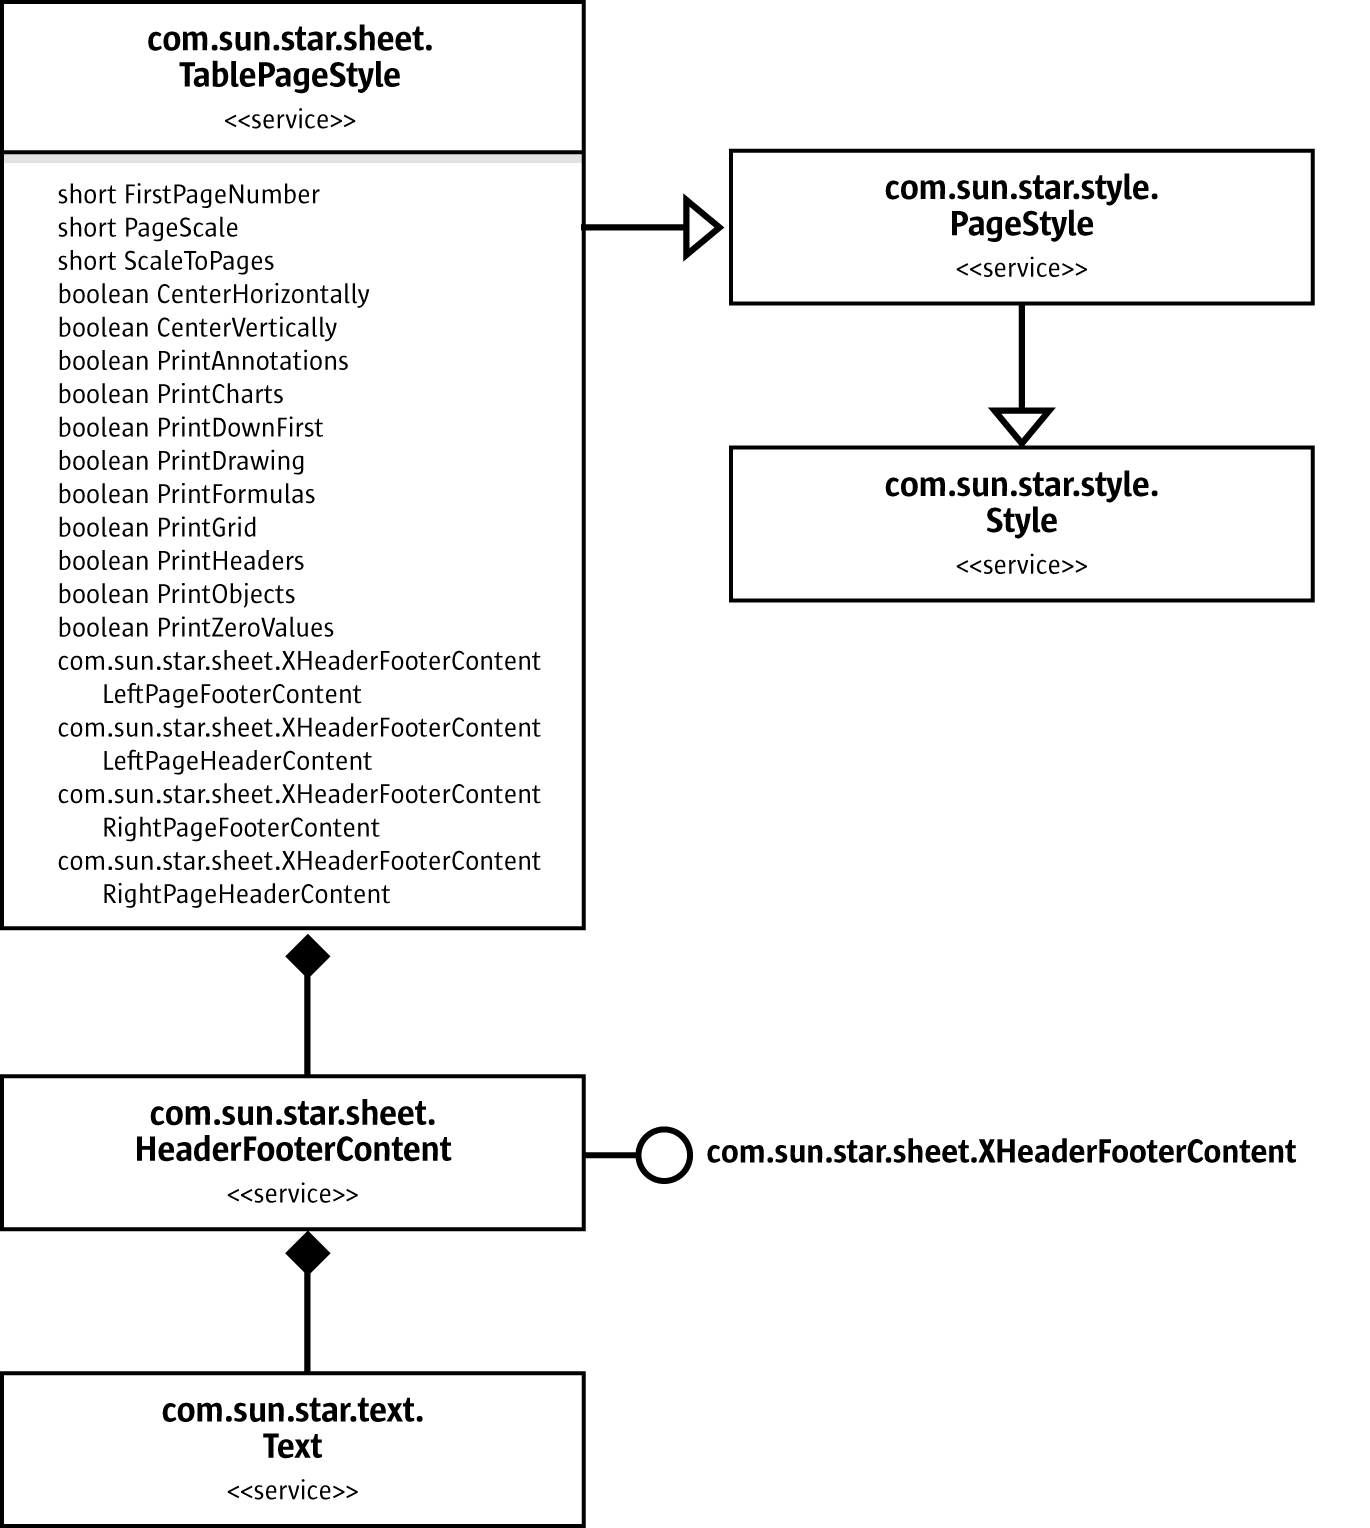 com.sun.star.sheet.
TablePageStyle
<<service>>
short FirstPageNumber
short PageScale
short ScaleToPages
boolean CenterHorizontally
boolean CenterVertically
boolean PrintAnnotations
boolean PrintCharts
boolean PrintDownFirst
boolean PrintDrawing
boolean PrintFormulas
boolean PrintGrid
boolean PrintHeaders
boolean PrintObjects
boolean PrintZeroValues
com.sun.star.sheet.XHeaderFooterContent
LeftPageFooterContent
com.sun.star.sheet.XHeaderFooterContent
LeftPageHeaderContent
com.sun.star.sheet.XHeaderFooterContent
RightPageFooterContent
com.sun.star.sheet.XHeaderFooterContent
RightPageHeaderContent
com.sun.star.style.
PageStyle
<<service>>
com.sun.star.style.
Style
<<service>>
com.sun.star.sheet.
HeaderFooterContent
<<service>>
com.sun.star.sheet.XHeaderFooterContent
com.sun.star.text.
Text
<<service>>